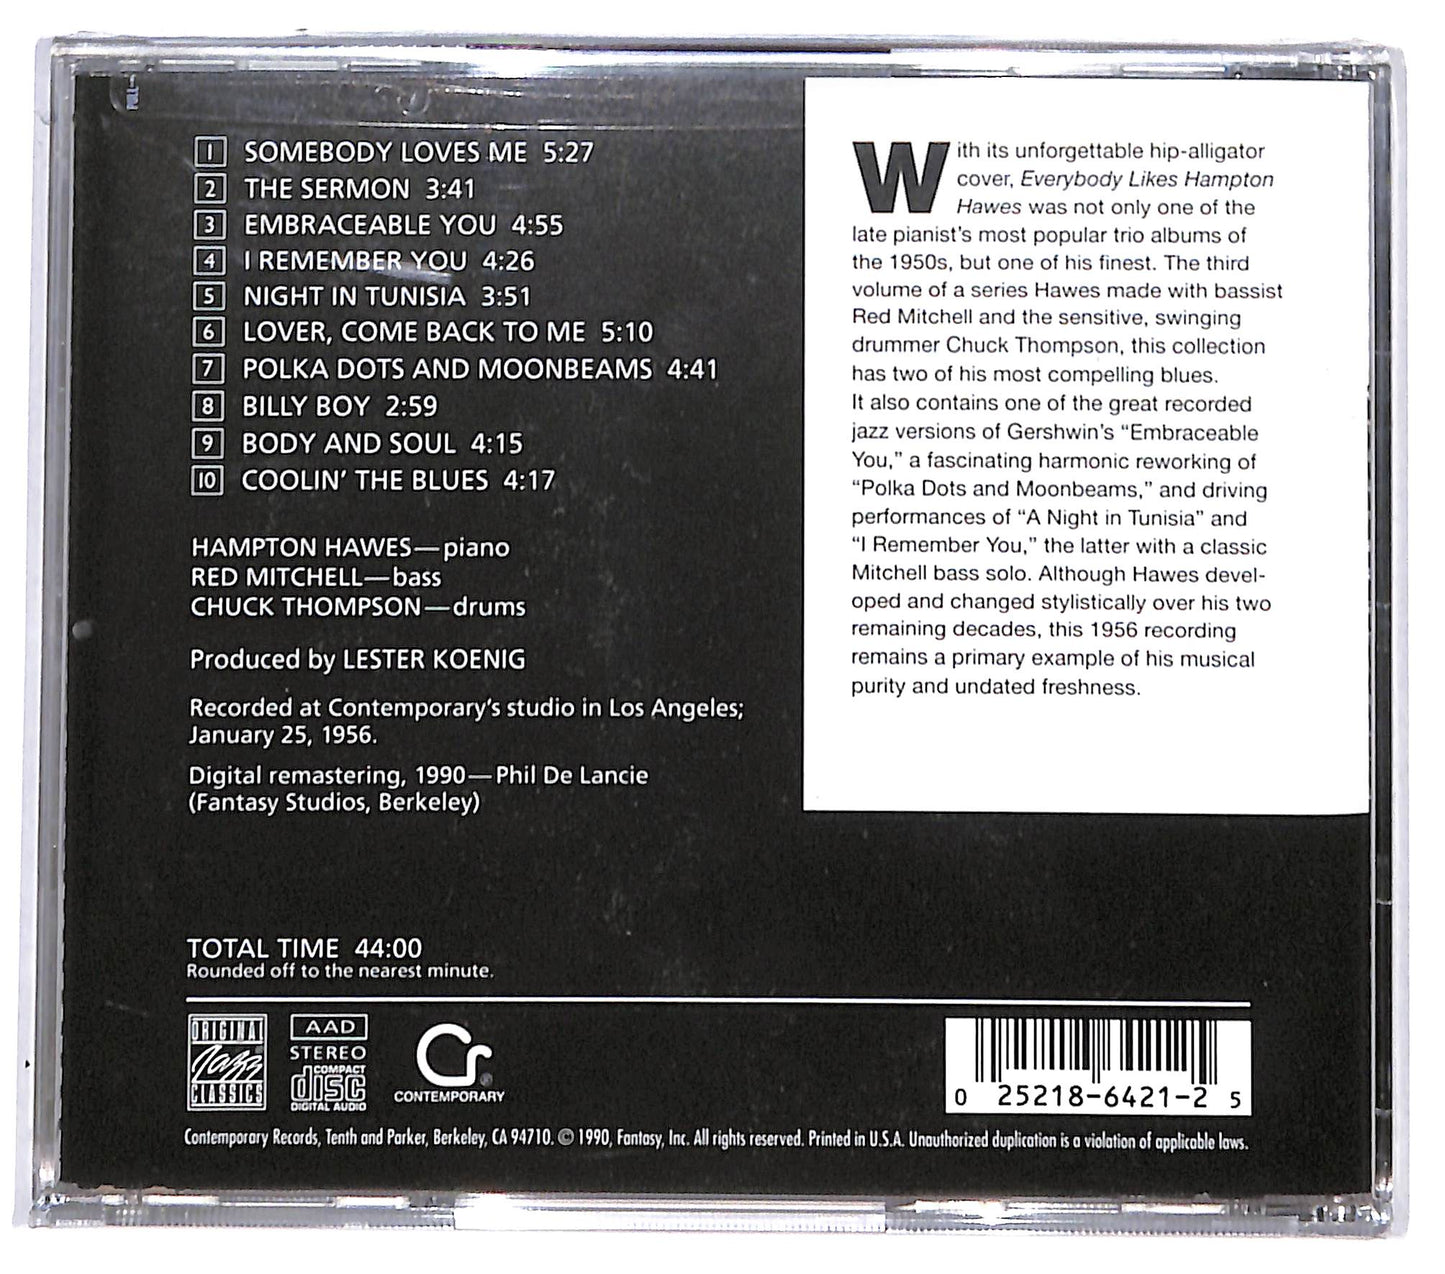 1 SOMEBODY LOVES ME 5:27
2 THE SERMON 3:41
3 EMBRACEABLE YOU 4:55
4 I REMEMBER YOU 4:26
5 NIGHT IN TUNISIA 3:51
6 LOVER, COME BACK TO ME 5:10
7 POLKA DOTS AND MOONBEAMS 4:41
8 BILLY BOY 2:59
9 BODY AND SOUL 4:15
10 COOLIN' THE BLUES 4:17
HAMPTON HAWES—piano
RED MITCHELL—bass
CHUCK THOMPSON—drums
Produced by LESTER KOENIG
Recorded at Contemporary's studio in Los Angeles;
January 25, 1956.
Digital remastering, 1990—Phil De Lancie
(Fantasy Studios, Berkeley)
TOTAL TIME 44:00
Rounded off to the nearest minute.
With its unforgettable hip-alligator
cover, Everybody Likes Hampton
Hawes was not only one of the
late pianist's most popular trio albums of
the 1950s, but one of his finest. The third
volume of a series Hawes made with bassist
Red Mitchell and the sensitive, swinging
drummer Chuck Thompson, this collection
has two of his most compelling blues.
It also contains one of the great recorded
jazz versions of Gershwin's “Embraceable
You,” a fascinating harmonic reworking of
“Polka Dots and Moonbeams,” and driving
performances of “A Night in Tunisia” and
“I Remember You,” the latter with a classic
Mitchell bass solo. Although Hawes devel-
oped and changed stylistically over his two
remaining decades, this 1956 recording
remains a primary example of his musical
purity and undated freshness.
ORIGINAL
Jazz
CLASSICS
AAD
STEREO
COMPACT
disc
DIGITAL AUDIO
Cr®
CONTEMPORARY
0 25218-6421-2 5
Contemporary Records, Tenth and Parker, Berkeley, CA 94710. © 1990, Fantasy, Inc. All rights reserved. Printed in U.S.A. Unauthorized duplication is a violation of applicable laws.